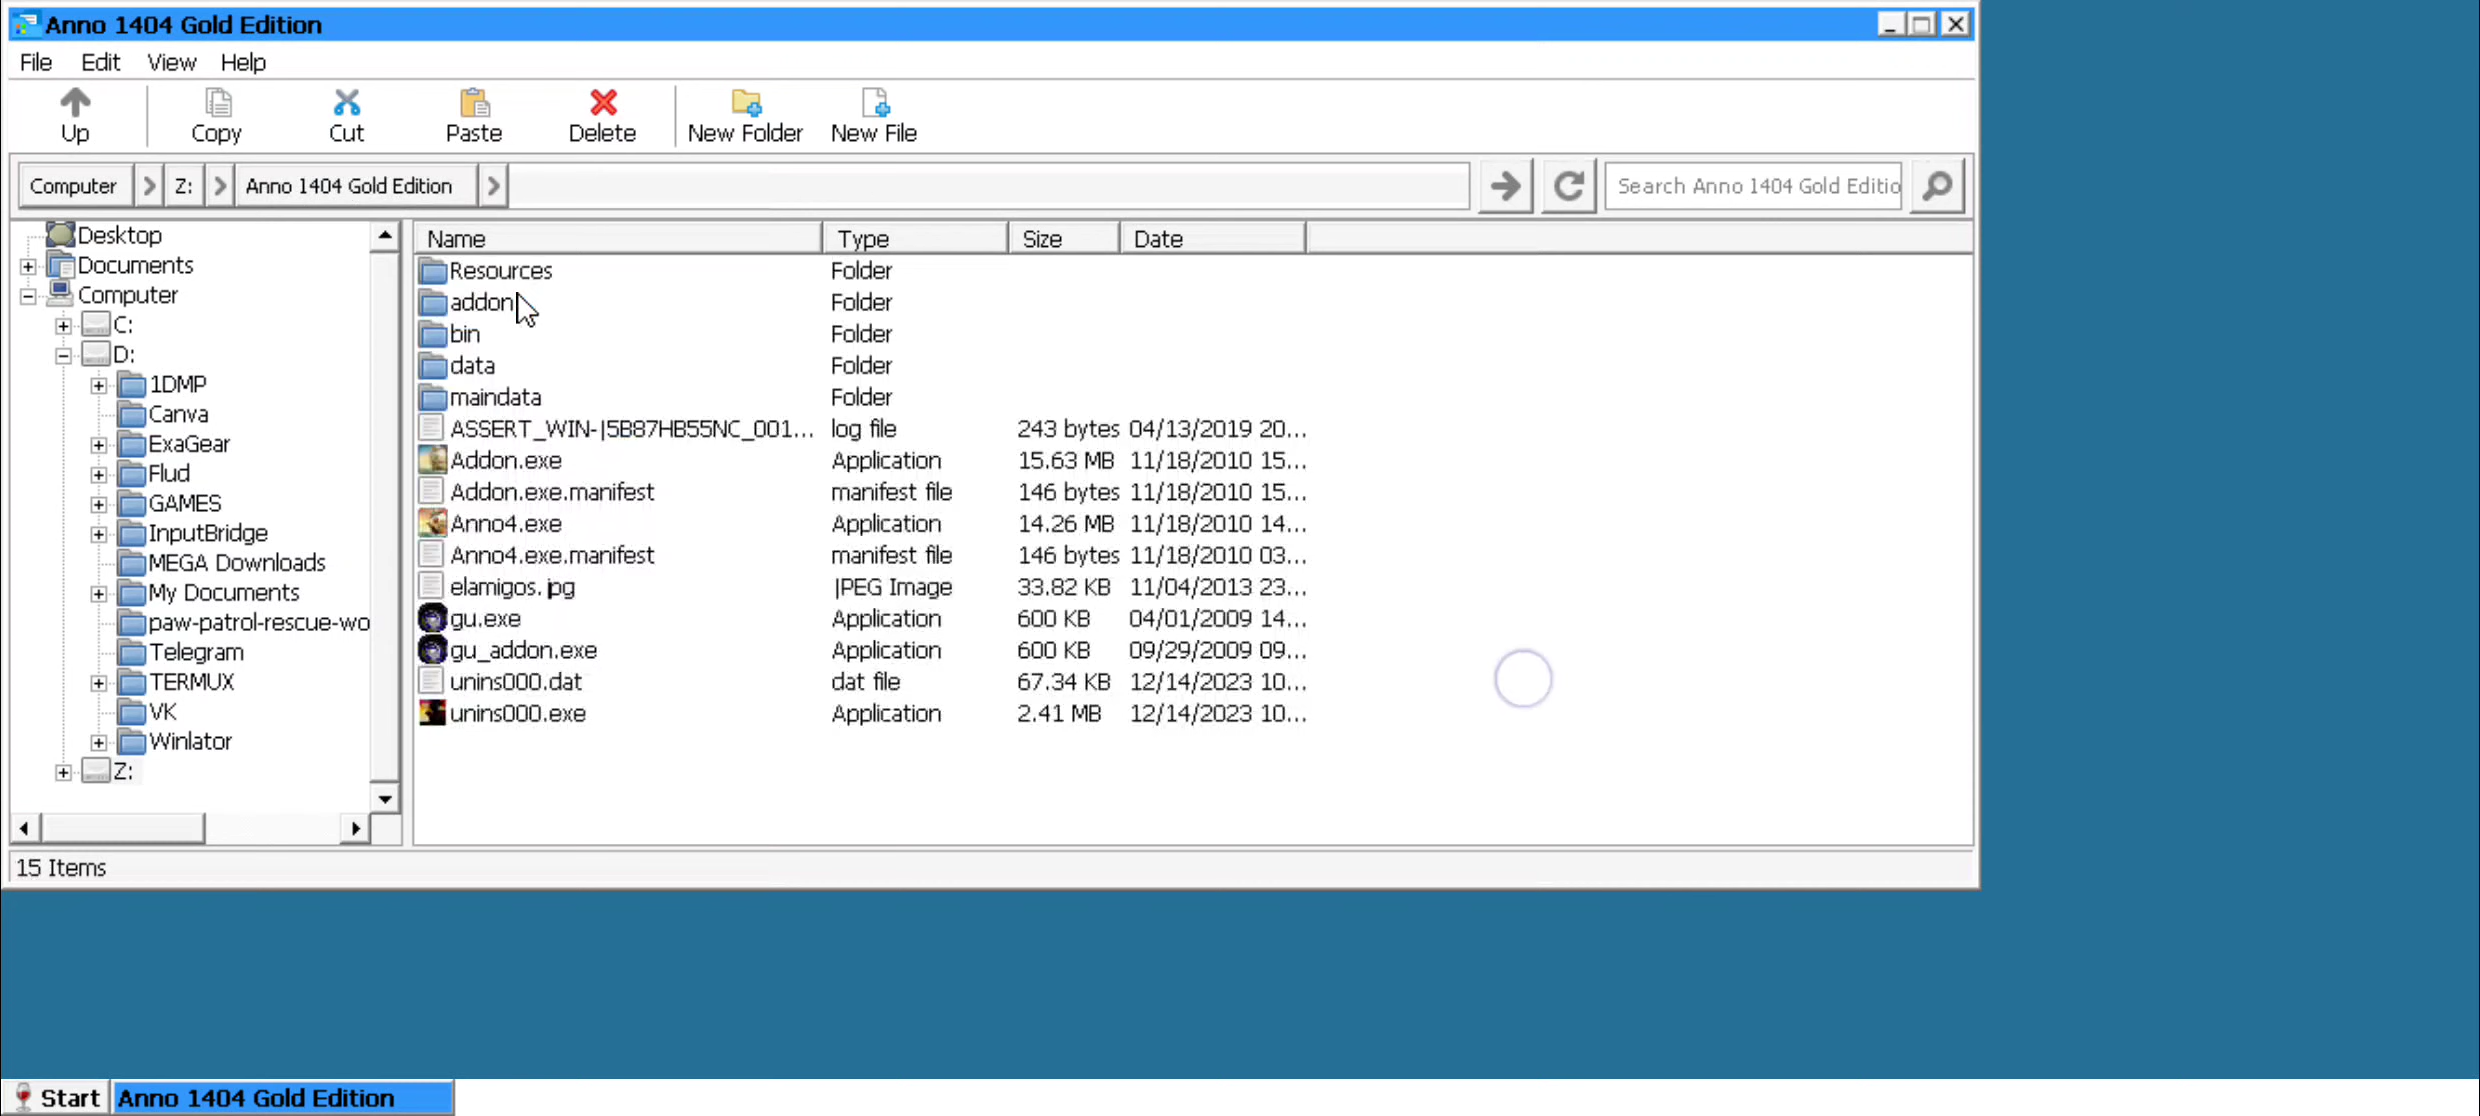 Anno 1404 Gold Edition
File Edit View Help
Up Copy Cut Paste Delete New Folder New File
Computer Z: Anno 1404 Gold Edition Search Anno 1404 Gold Editio
Desktop
Documents
Computer
C:
D:
1DMP
Canva
ExaGear
Flud
GAMES
InputBridge
MEGA Downloads
My Documents
paw-patrol-rescue-wo
Telegram
TERMUX
VK
Winlator
Z:
Name Type Size Date
Resources Folder
addon Folder
bin Folder
data Folder
maindata Folder
ASSERT_WIN-J5B87HB55NC_001... log file 243 bytes 04/13/2019 20...
Addon.exe Application 15.63 MB 11/18/2010 15...
Addon.exe.manifest manifest file 146 bytes 11/18/2010 15...
Anno4.exe Application 14.26 MB 11/18/2010 14...
Anno4.exe.manifest manifest file 146 bytes 11/18/2010 03...
elamigos.jpg JPEG Image 33.82 KB 11/04/2013 23...
gu.exe Application 600 KB 04/01/2009 14...
gu_addon.exe Application 600 KB 09/29/2009 09...
unins000.dat dat file 67.34 KB 12/14/2023 10...
unins000.exe Application 2.41 MB 12/14/2023 10...
15 Items
Start Anno 1404 Gold Edition